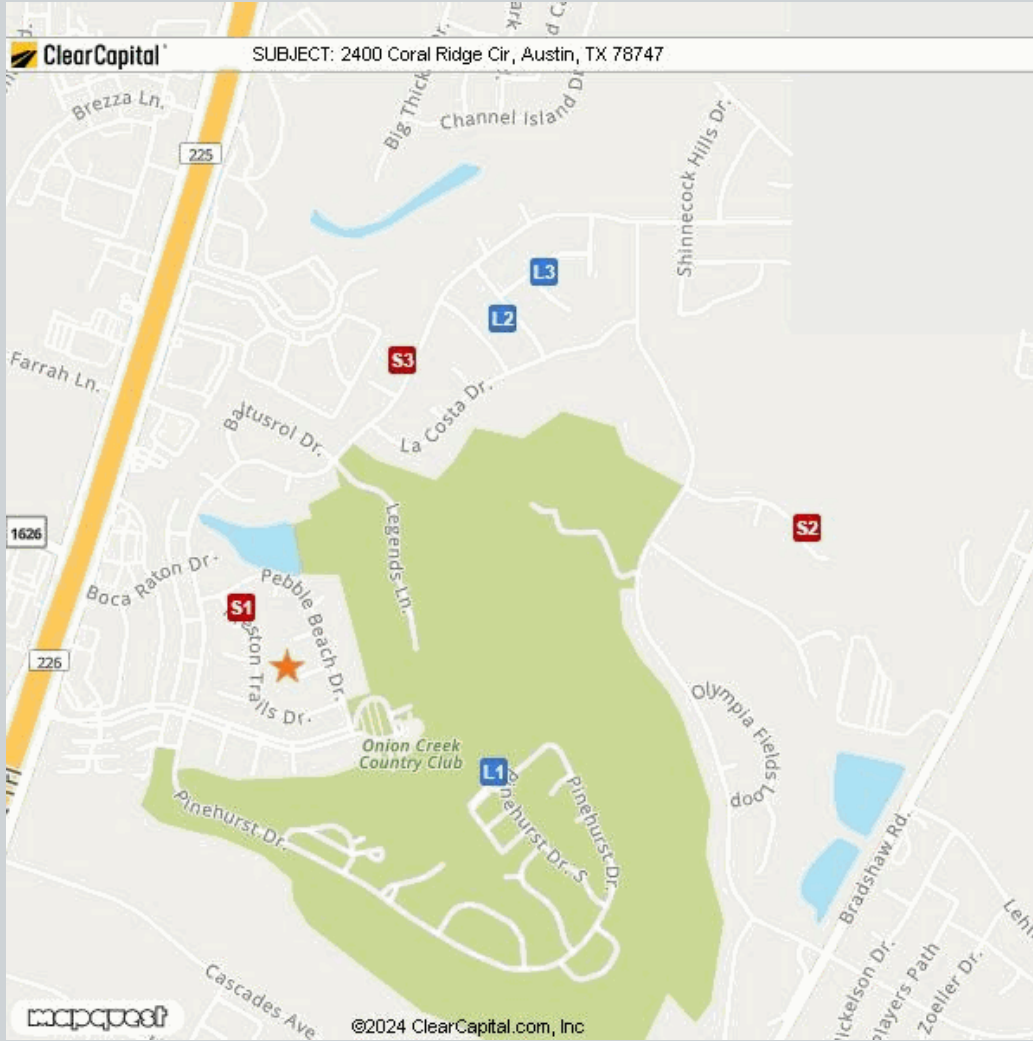 ClearCapital
SUBJECT: 2400 Coral Ridge Cir, Austin, TX 78747
Brezza Ln.
Big Thick
Channel Island Dr
Shinnecock Hills Dr.
225
L3
L2
S3
Farrah Ln.
La Costa Dr.
Baltusrol Dr.
1626
Legends Ln.
S2
Boca Raton Dr.
Pebble Beach Dr.
S1
226
Olympia Fields Loop
Onion Creek
Country Club
L1
Pinehurst Dr.
Pinehurst Dr. S
Pinehurst Dr.
Bradshaw Rd.
Cascades Ave
Players Path
Zoeller Dr.
mapquest
©2024 ClearCapital.com, Inc